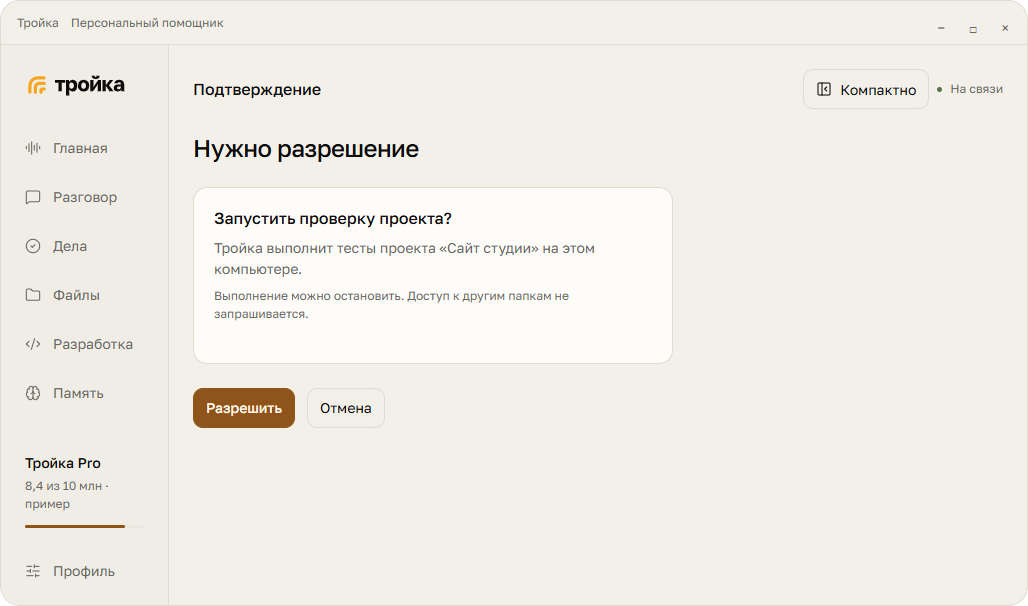 Тройка Персональный помощник
тройка
Подтверждение
Компактно
На связи
Нужно разрешение
Главная
Разговор
Дела
Файлы
Разработка
Память
Запустить проверку проекта?
Тройка выполнит тесты проекта «Сайт студии» на этом
компьютере.
Выполнение можно остановить. Доступ к другим папкам не
запрашивается.
Разрешить
Отмена
Тройка Pro
8,4 из 10 млн ·
пример
Профиль